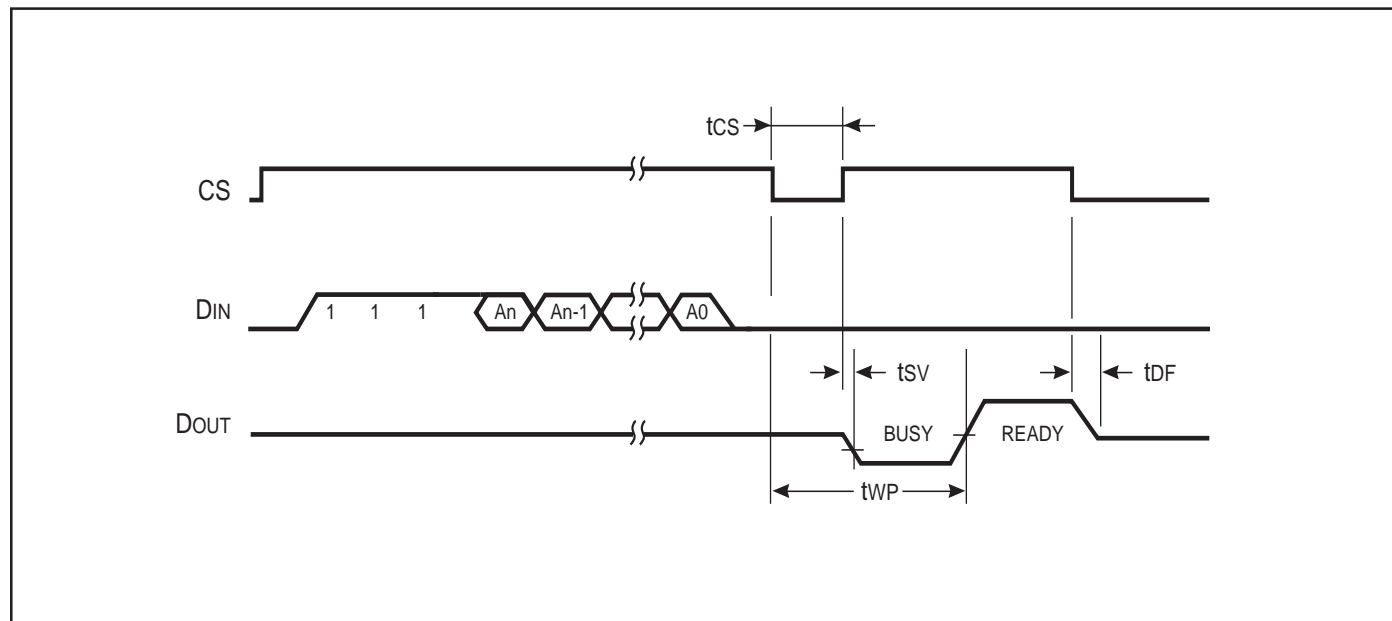 tCS
CS
DIN
1 1 1 An An-1 A0
tSV
tDF
DOUT
BUSY READY
tWP